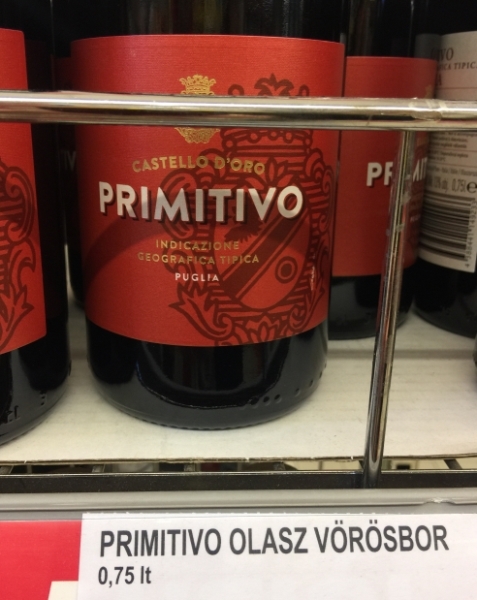 CASTELLO D'ORO
PRIMITIVO
INDICAZIONE
GEOGRAFICA TIPICA
PUGLIA
PRIMITIVO OLASZ VÖRÖSBOR
0,75 lt